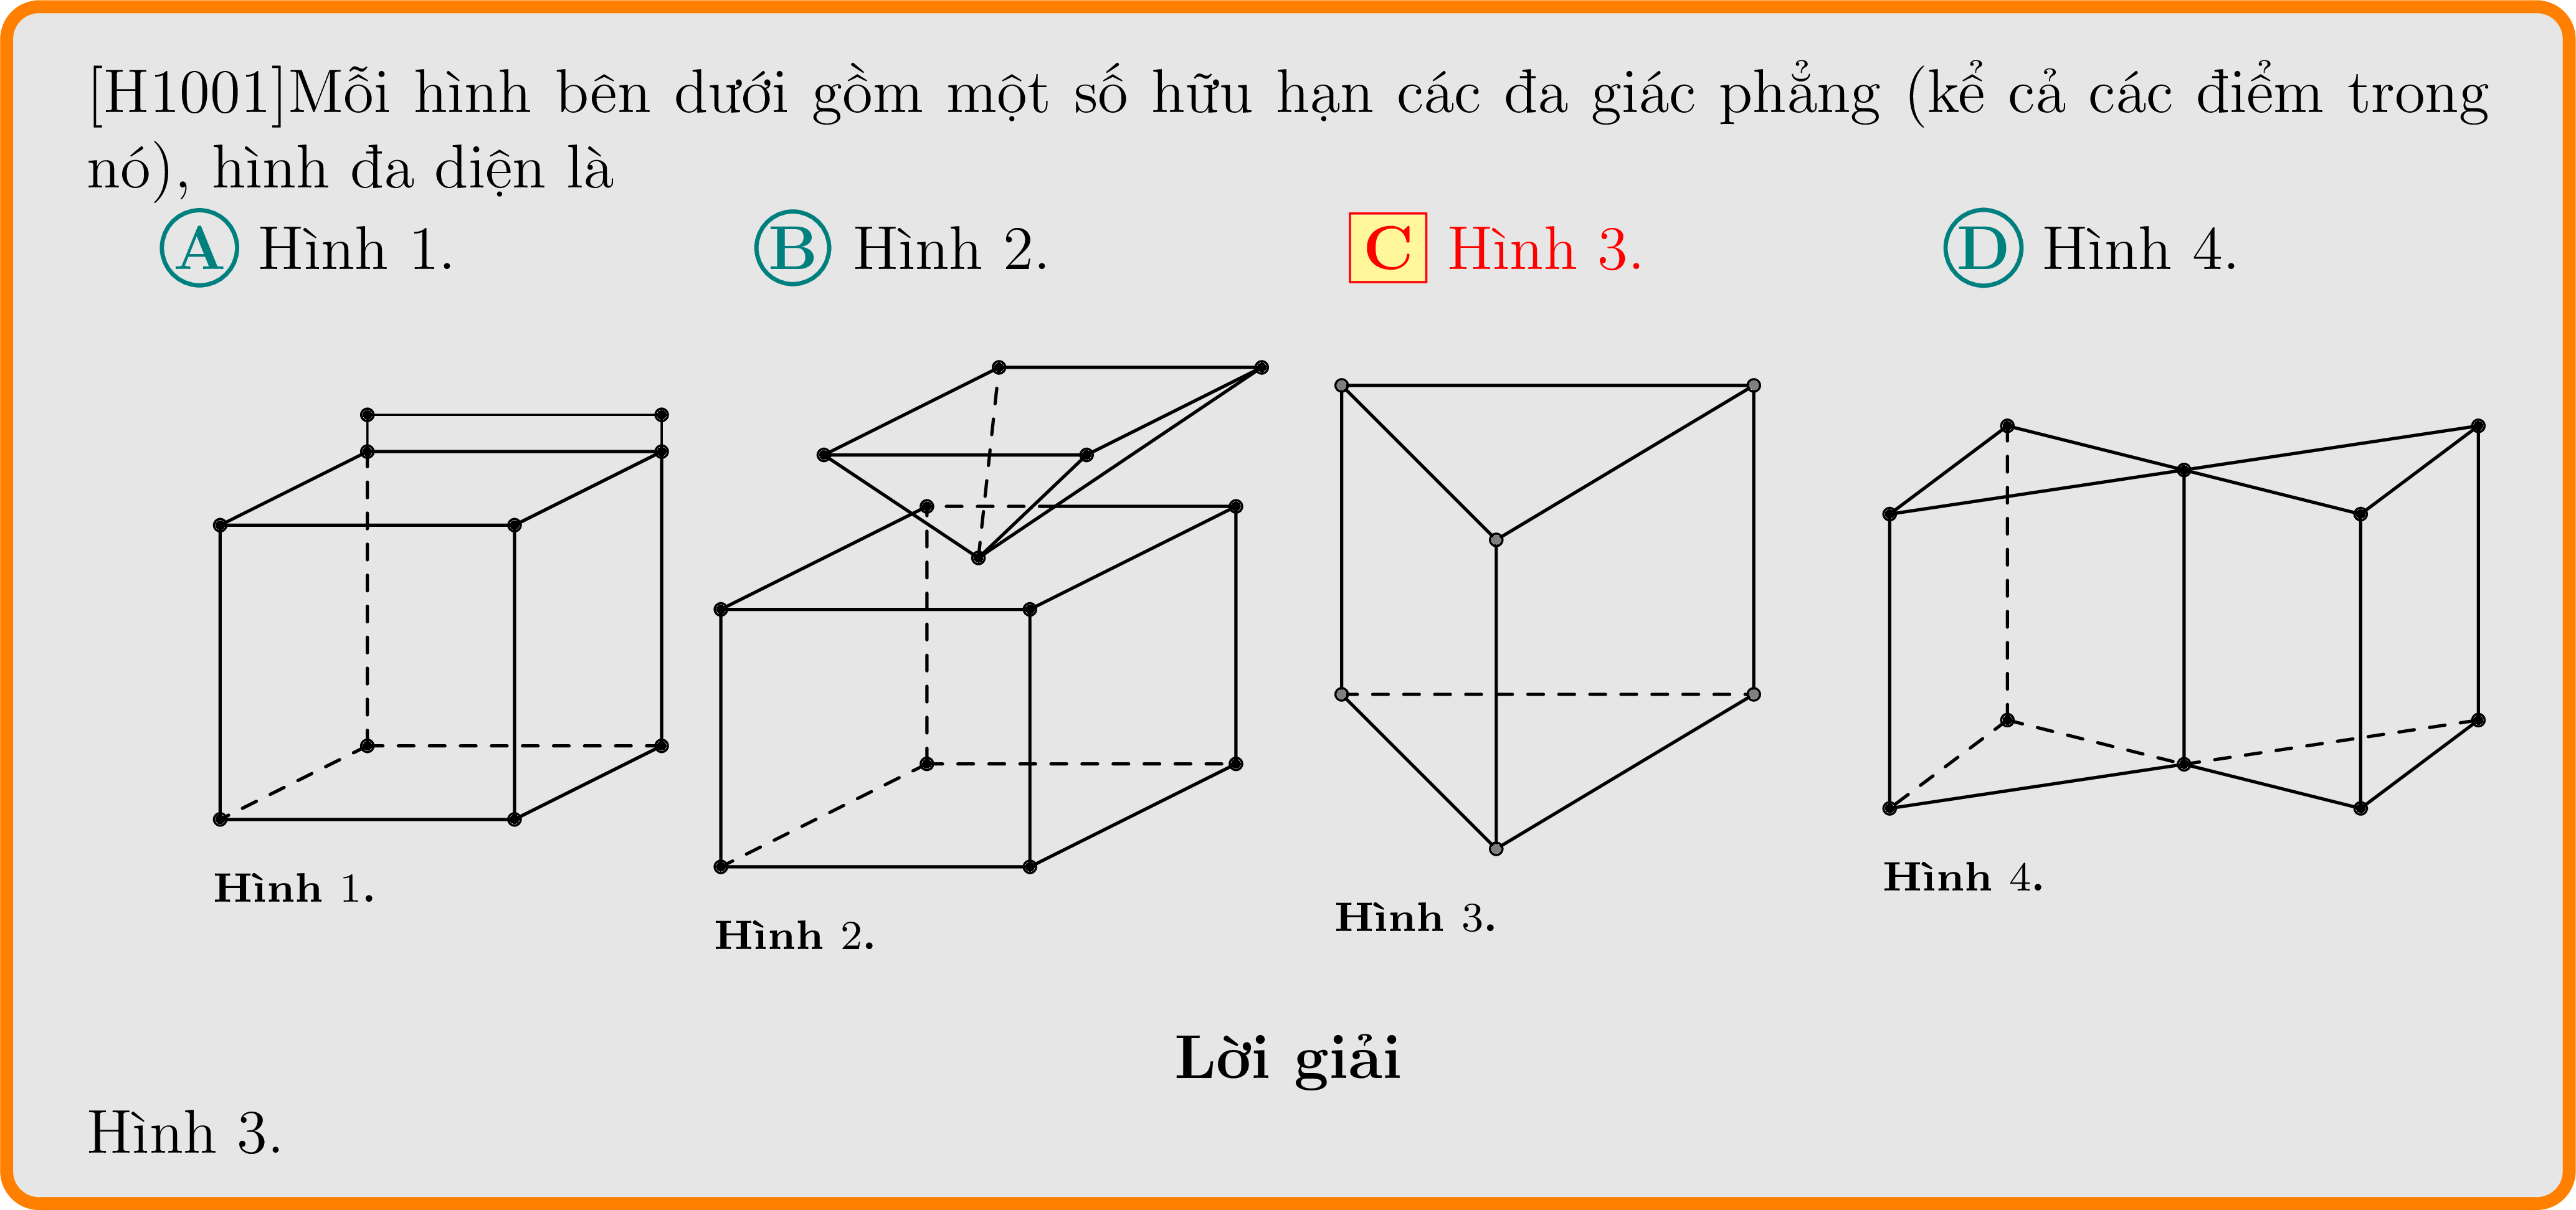 [H1001]Mỗi hình bên dưới gồm một số hữu hạn các đa giác phẳng (kể cả các điểm trong
nó), hình đa diện là
A Hình 1. B Hình 2. C Hình 3. D Hình 4.
Hình 1.
Hình 2.
Hình 3.
Hình 4.
Lời giải
Hình 3.